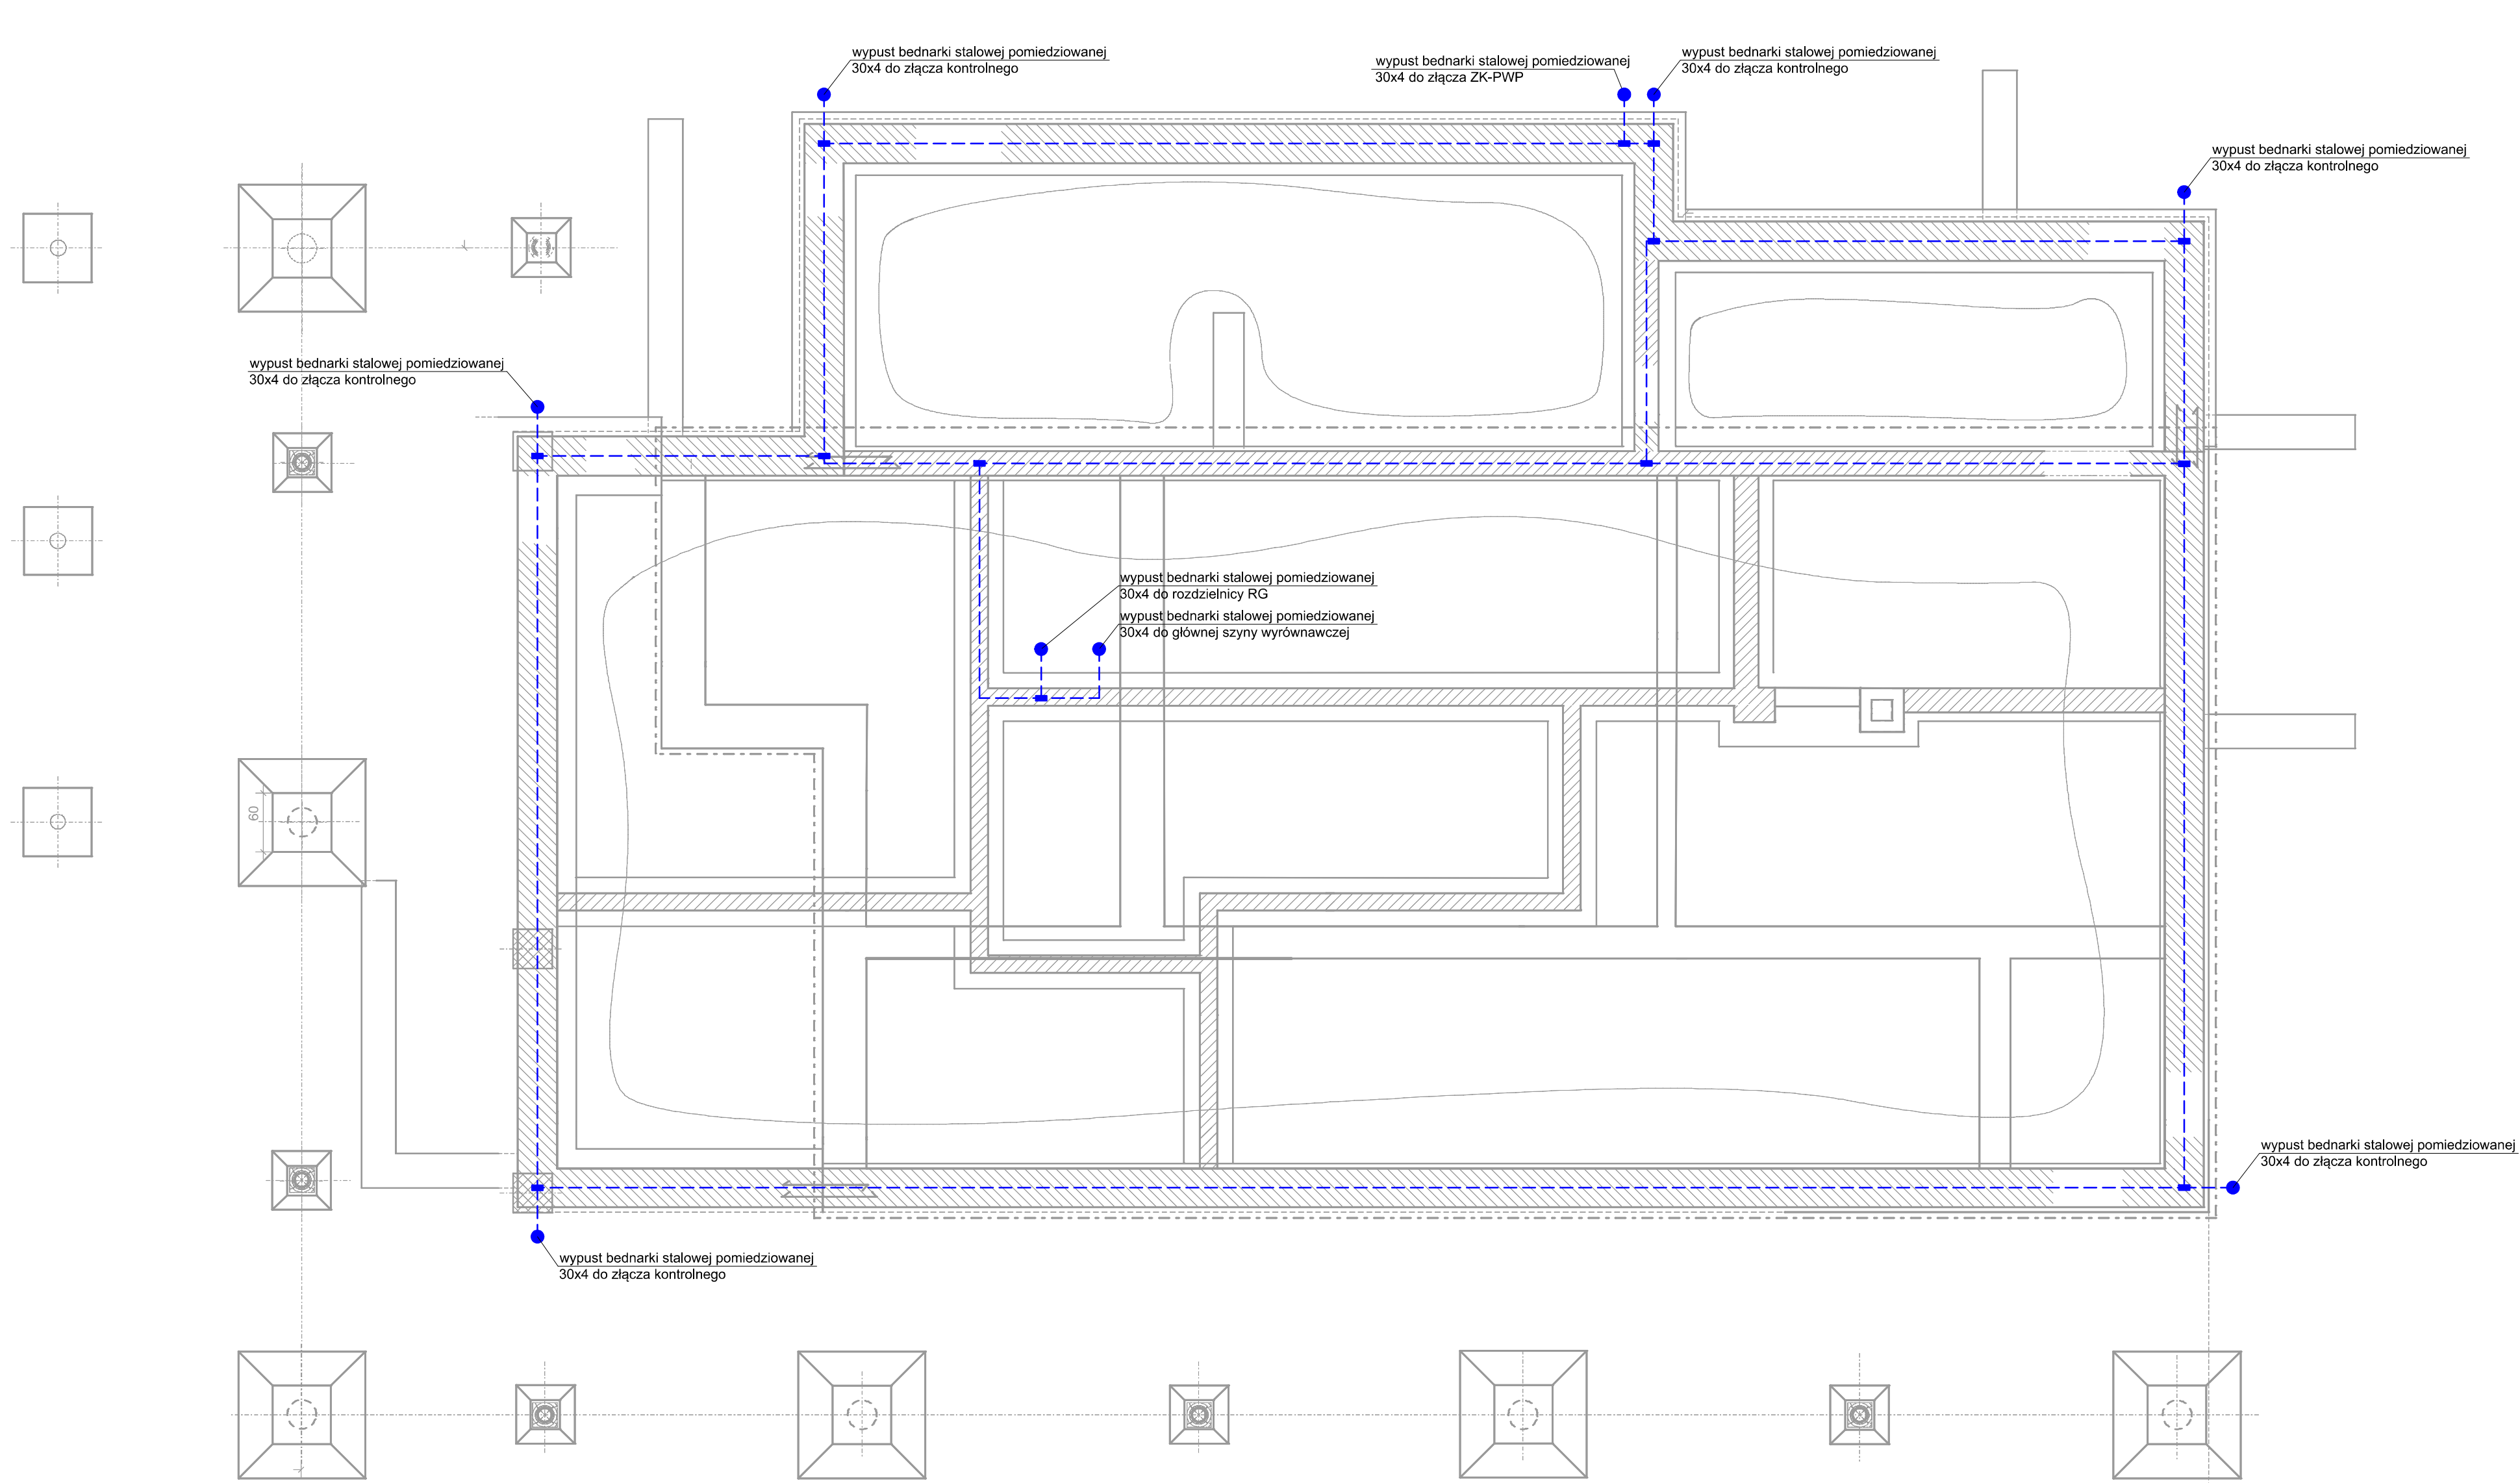 wypust bednarki stalowej pomiedziowanej
30x4 do złącza kontrolnego
wypust bednarki stalowej pomiedziowanej
30x4 do złącza ZK-PWP
wypust bednarki stalowej pomiedziowanej
30x4 do złącza kontrolnego
wypust bednarki stalowej pomiedziowanej
30x4 do złącza kontrolnego
wypust bednarki stalowej pomiedziowanej
30x4 do złącza kontrolnego
wypust bednarki stalowej pomiedziowanej
30x4 do rozdzielnicy RG
wypust bednarki stalowej pomiedziowanej
30x4 do głównej szyny wyrównawczej
60
wypust bednarki stalowej pomiedziowanej
30x4 do złącza kontrolnego
wypust bednarki stalowej pomiedziowanej
30x4 do złącza kontrolnego